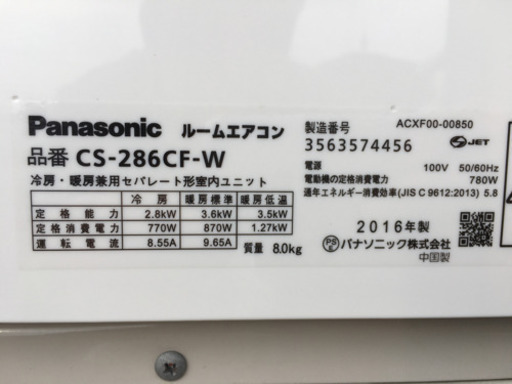 Panasonic ルームエアコン
品番 CS-286CF-W
冷房・暖房兼用セパレート形室内ユニット
冷房 暖房標準 暖房低温
定格能力 2.8kW 3.6kW 3.5kW
定格消費電力 770W 870W 1.27kW
運転電流 8.55A 9.65A
質量 8.0kg
ACXF00-00850
製造番号
3563574456
JET
電源 100V 50/60Hz
電動機の定格消費電力 780W
通年エネルギー消費効率(JIS C 9612:2013) 5.8
2016年製
PSE パナソニック株式会社
中国製